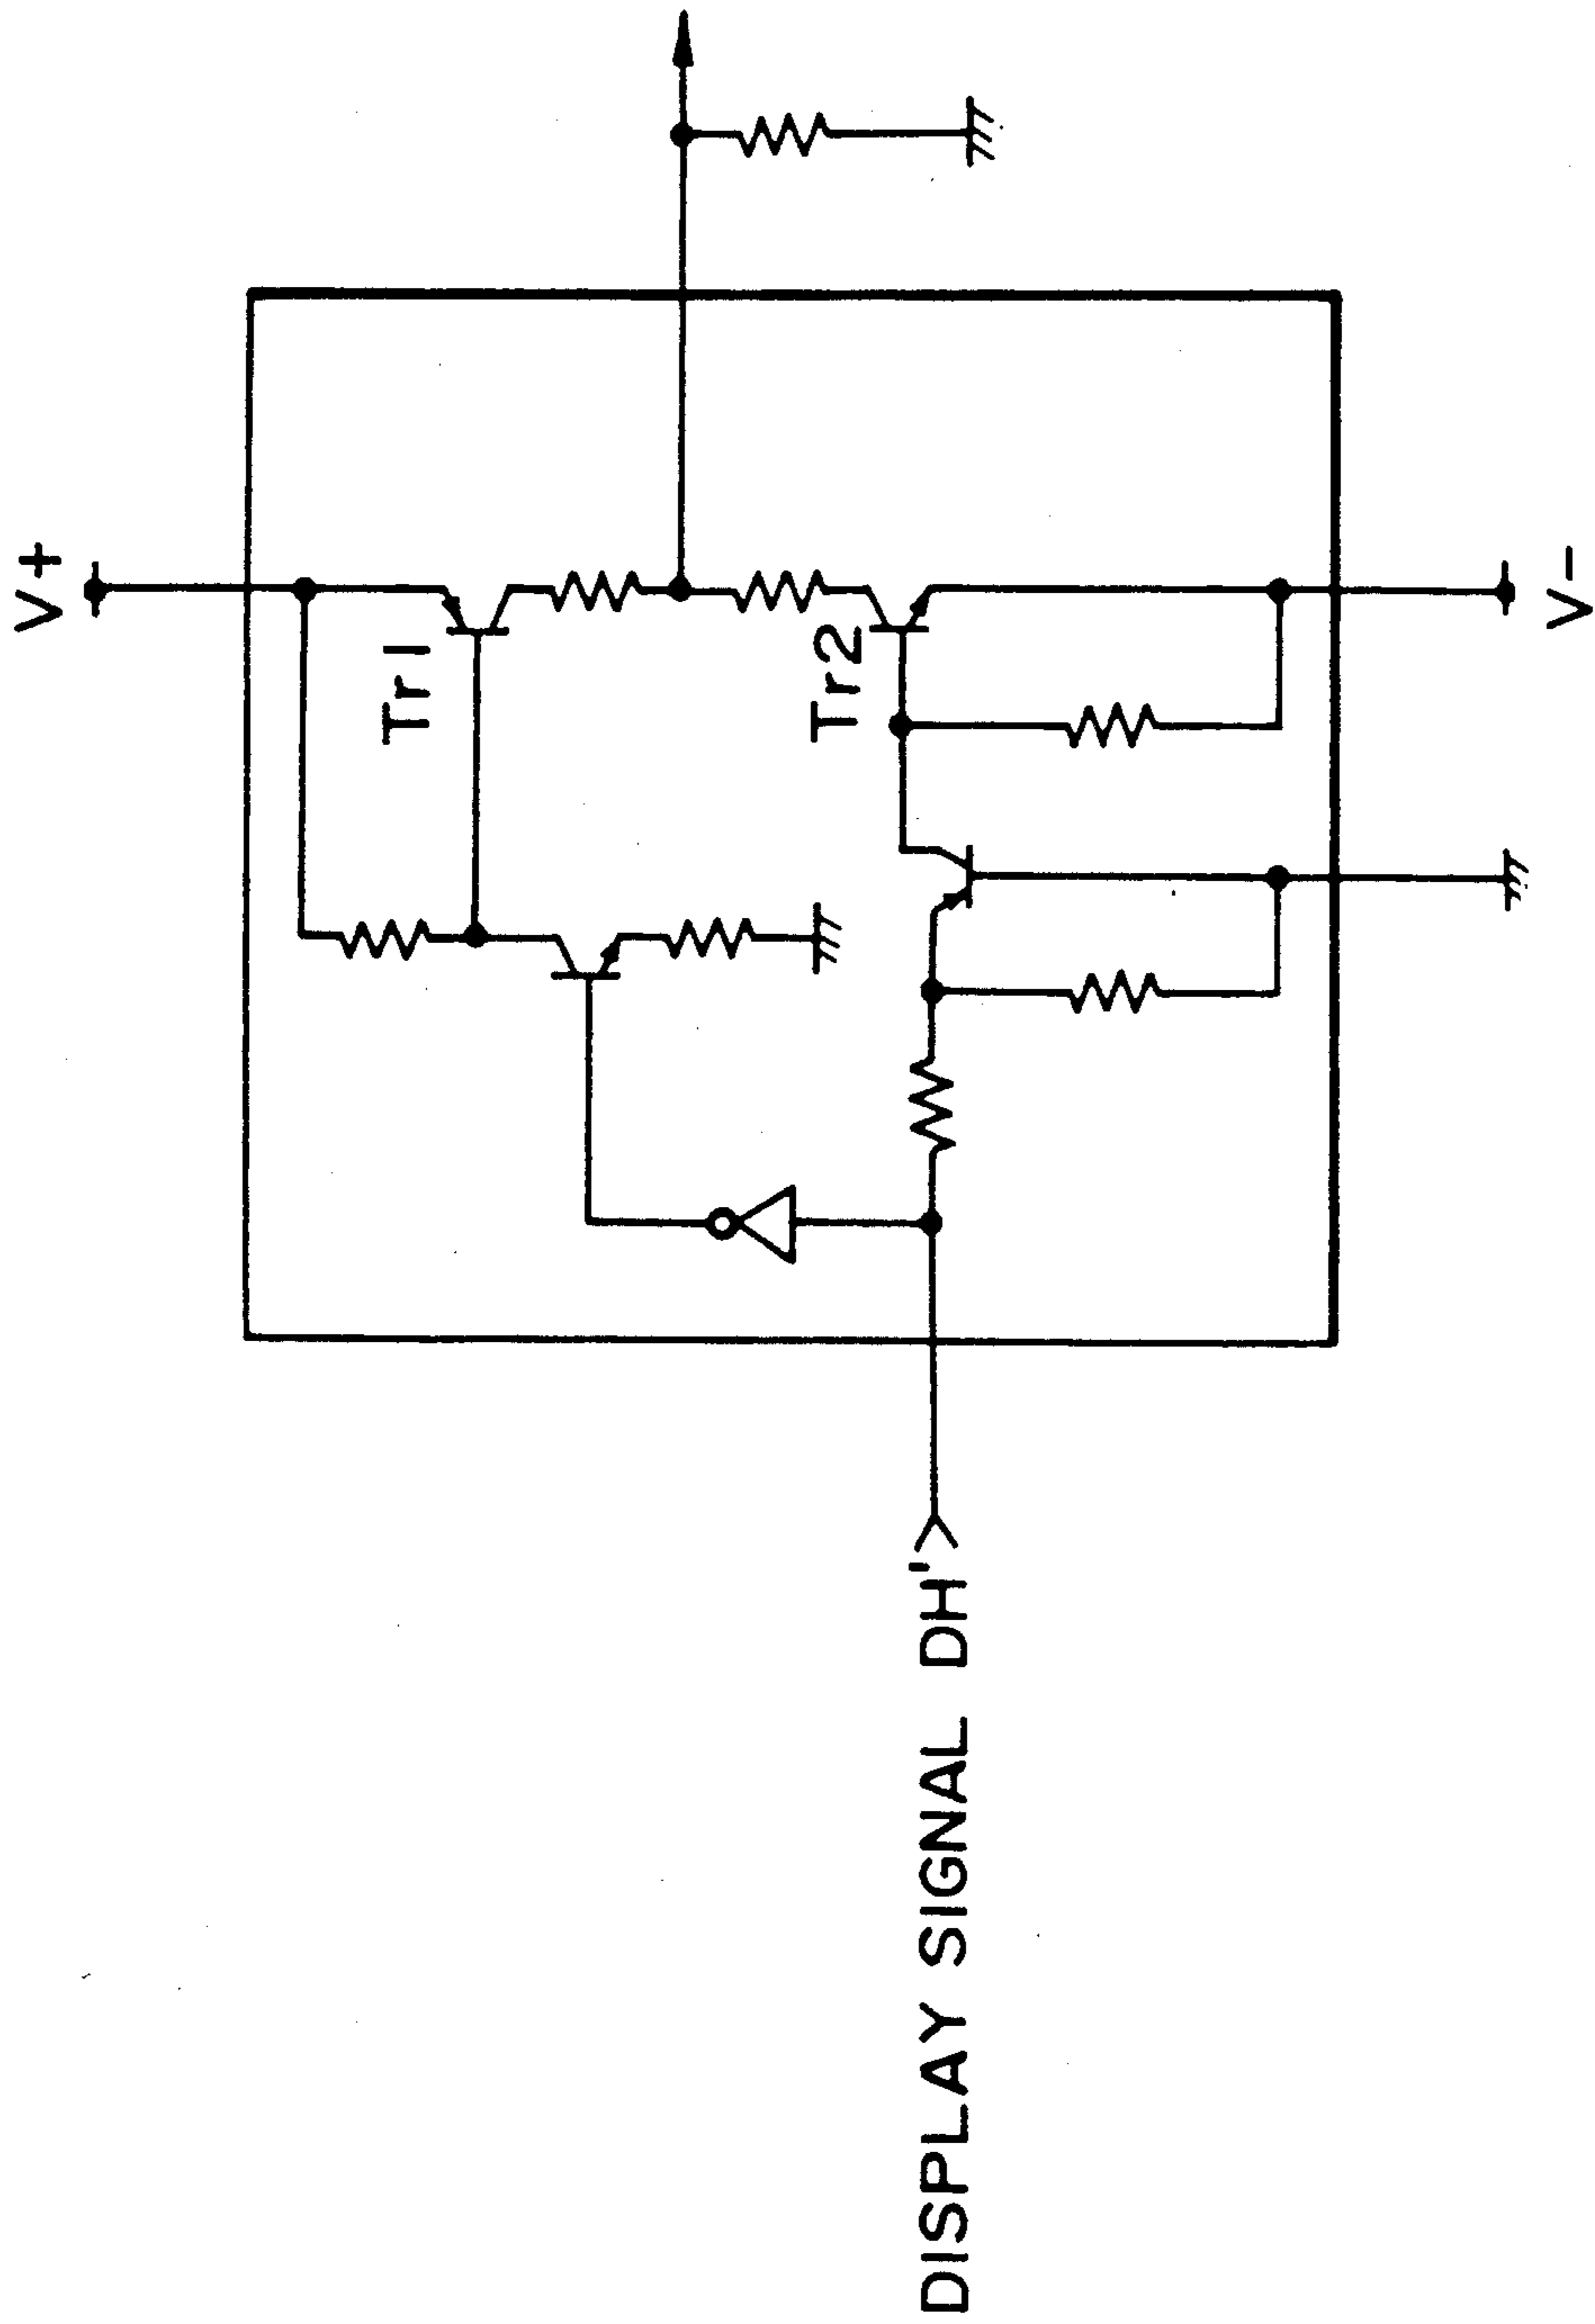 V+
Tr1
Tr2
V-
DISPLAY SIGNAL DH'